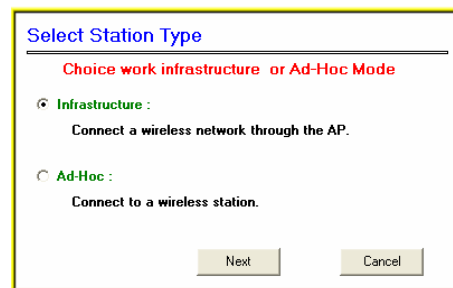 Select Station Type
Choice work infrastructure or Ad-Hoc Mode
Infrastructure :
Connect a wireless network through the AP.
Ad-Hoc :
Connect to a wireless station.
Next Cancel